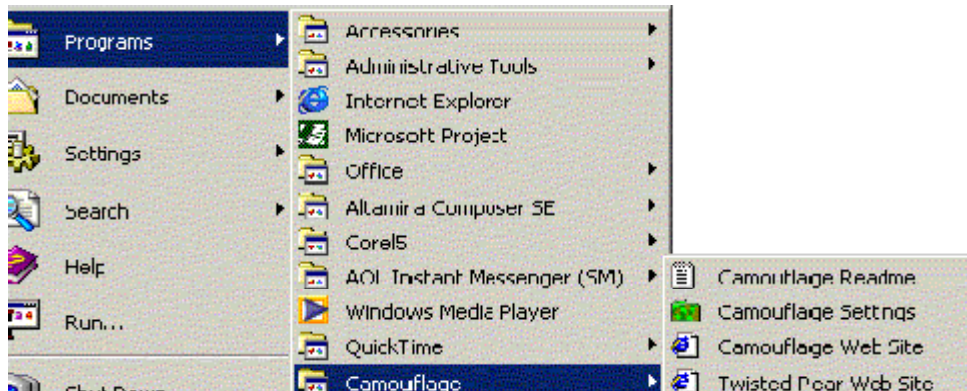 Programs
Documents
Settings
Search
Help
Run...
Shut Down
Accessories
Administrative Tools
Internet Explorer
Microsoft Project
Office
Altamira Composer SE
Corel5
AOL Instant Messenger (SM)
Windows Media Player
QuickTime
Camouflage
Camouflage Readme
Camouflage Settings
Camouflage Web Site
Twisted Pear Web Site